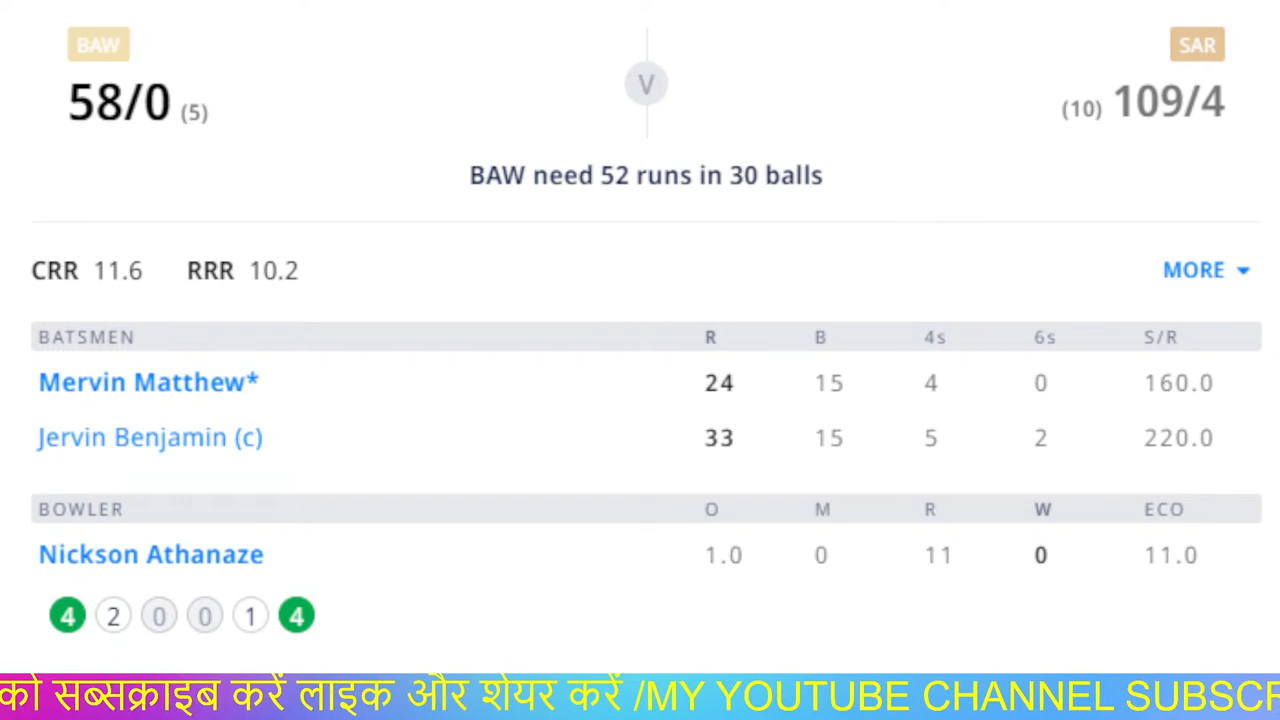 BAW
SAR
58/0 (5)
V
(10) 109/4
BAW need 52 runs in 30 balls
CRR 11.6 RRR 10.2
MORE
BATSMEN R B 4s 6s S/R
Mervin Matthew* 24 15 4 0 160.0
Jervin Benjamin (c) 33 15 5 2 220.0
BOWLER O M R W ECO
Nickson Athanaze 1.0 0 11 0 11.0
4 2 0 0 1 4
को सब्सक्राइब करें लाइक और शेयर करें /MY YOUTUBE CHANNEL SUBSCR